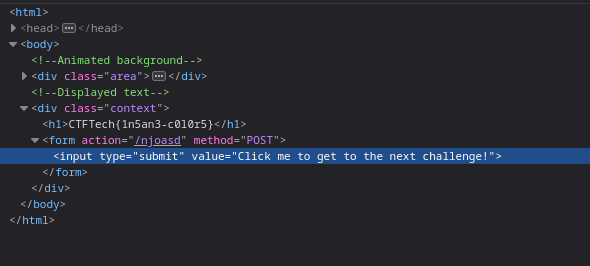 <html>
<head>···</head>
<body>
<!--Animated background-->
<div class="area">···</div>
<!--Displayed text-->
<div class="context">
<h1>CTFTech{1n5an3-c0l0r5}</h1>
<form action="/njoasd" method="POST">
<input type="submit" value="Click me to get to the next challenge!">
</form>
</div>
</body>
</html>